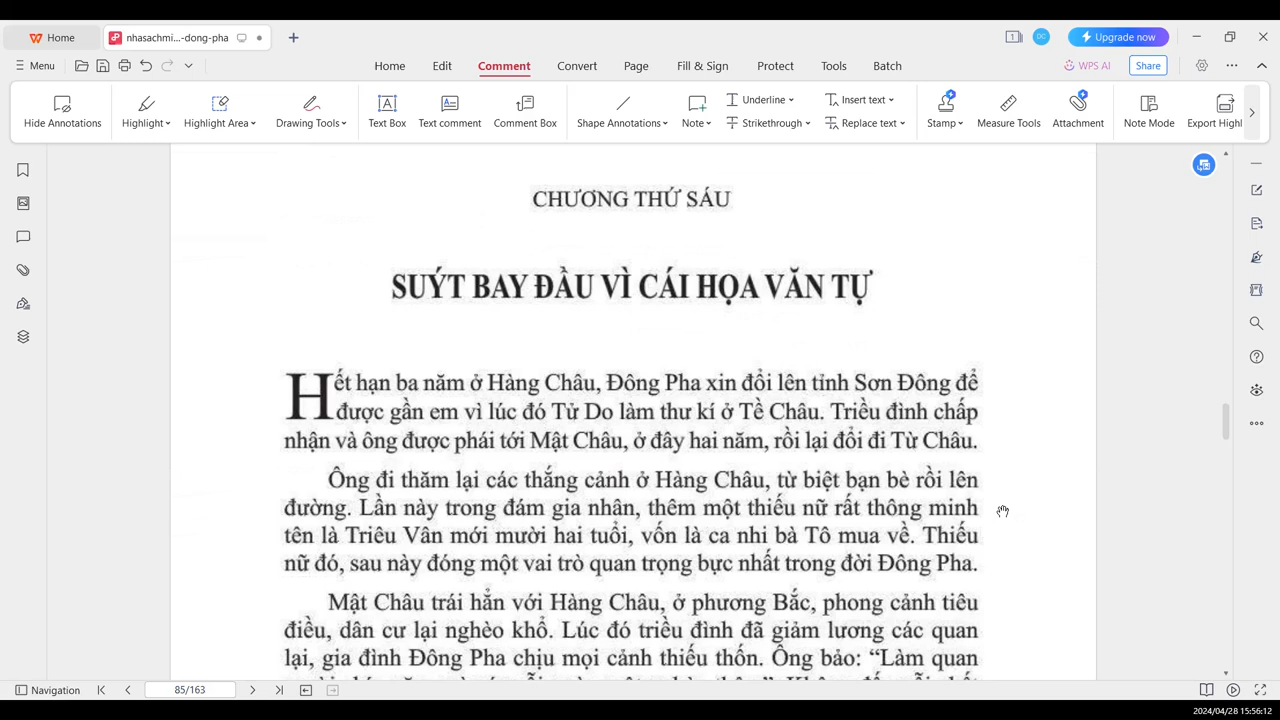 Home
nhasachmi...-dong-pha
1
DC
Upgrade now
Menu
Home
Edit
Comment
Convert
Page
Fill & Sign
Protect
Tools
Batch
WPS AI
Share
Hide Annotations
Highlight
Highlight Area
Drawing Tools
Text Box
Text comment
Comment Box
Shape Annotations
Note
Underline
Strikethrough
Insert text
Replace text
Stamp
Measure Tools
Attachment
Note Mode
Export Highl
CHƯƠNG THỨ SÁU
SUÝT BAY ĐẦU VÌ CÁI HỌA VĂN TỰ
Hết hạn ba năm ở Hàng Châu, Đông Pha xin đổi lên tỉnh Sơn Đông để
được gần em vì lúc đó Tử Do làm thư kí ở Tề Châu. Triều đình chấp
nhận và ông được phái tới Mật Châu, ở đây hai năm, rồi lại đổi đi Từ Châu.
Ông đi thăm lại các thắng cảnh ở Hàng Châu, từ biệt bạn bè rồi lên
đường. Lần này trong đám gia nhân, thêm một thiếu nữ rất thông minh
tên là Triêu Vân mới mười hai tuổi, vốn là ca nhi bà Tô mua về. Thiếu
nữ đó, sau này đóng một vai trò quan trọng bực nhất trong đời Đông Pha.
Mật Châu trái hẳn với Hàng Châu, ở phương Bắc, phong cảnh tiêu
điều, dân cư lại nghèo khổ. Lúc đó triều đình đã giảm lương các quan
lại, gia đình Đông Pha chịu mọi cảnh thiếu thốn. Ông bảo: “Làm quan
Navigation
85/163
2024/04/28 15:56:12